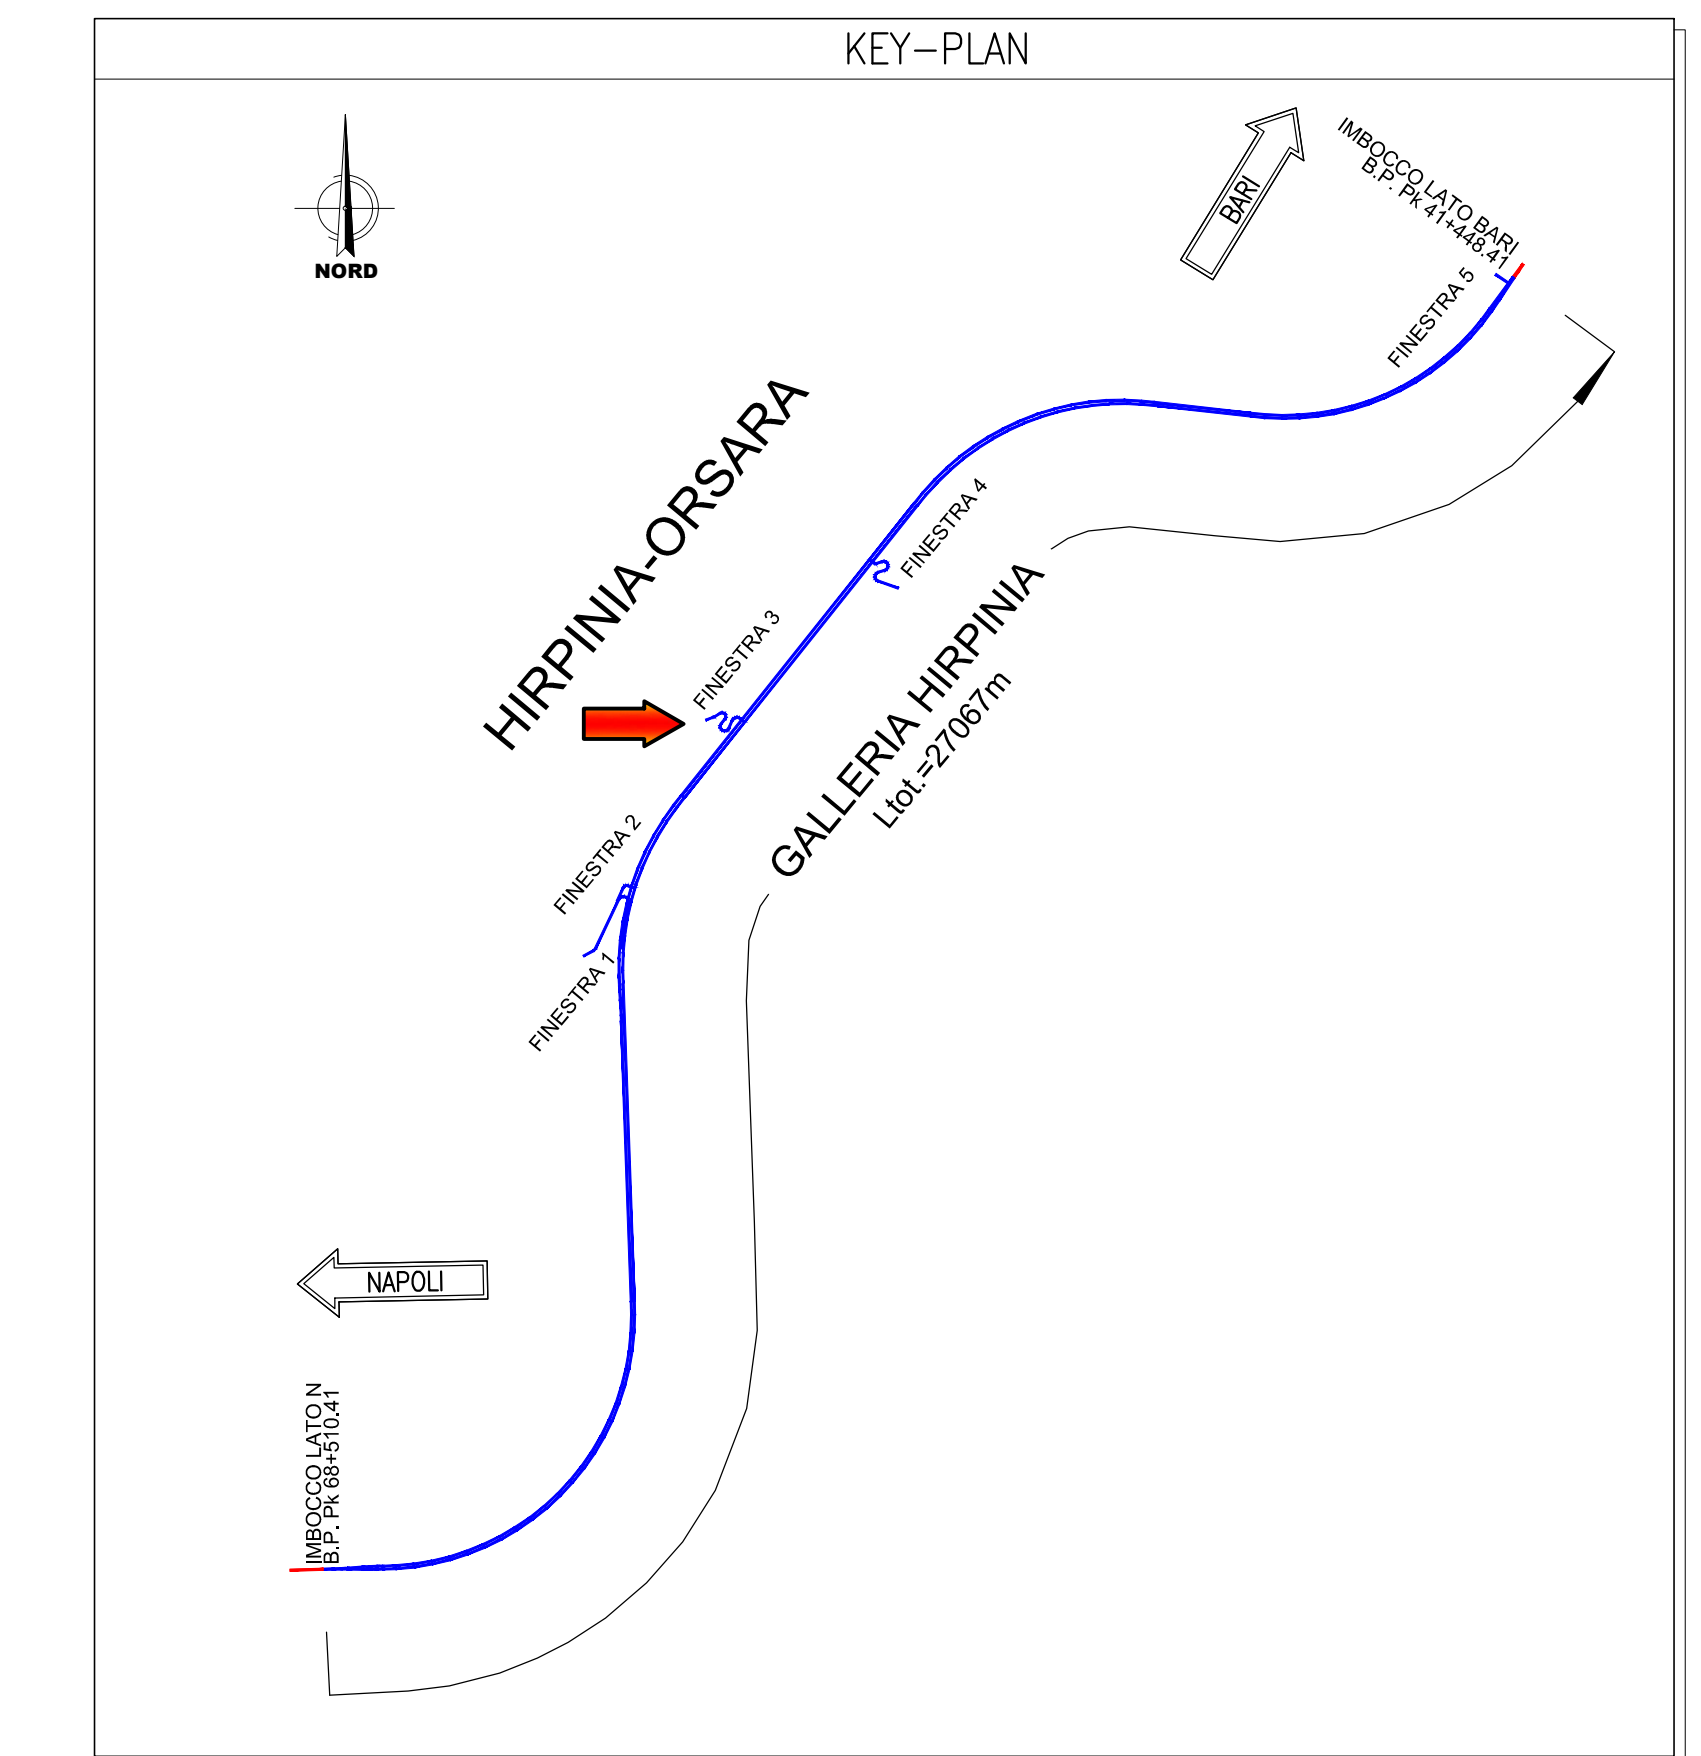 KEY-PLAN
NORD
BARI
IMBOCCO LATO BARI
B.P. Pk 41+448.41
FINESTRA 5
HIRPINIA-ORSARA
FINESTRA 4
FINESTRA 3
GALLERIA HIRPINIA
Ltot.=27067m
FINESTRA 2
FINESTRA 1
NAPOLI
IMBOCCO LATO N
B.P. Pk 68+510.41